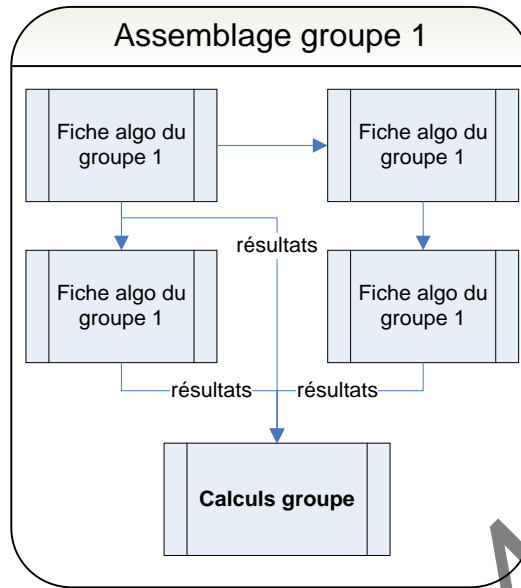 Assemblage groupe 1
Fiche algo du
groupe 1
Fiche algo du
groupe 1
résultats
Fiche algo du
groupe 1
Fiche algo du
groupe 1
résultats
résultats
Calculs groupe